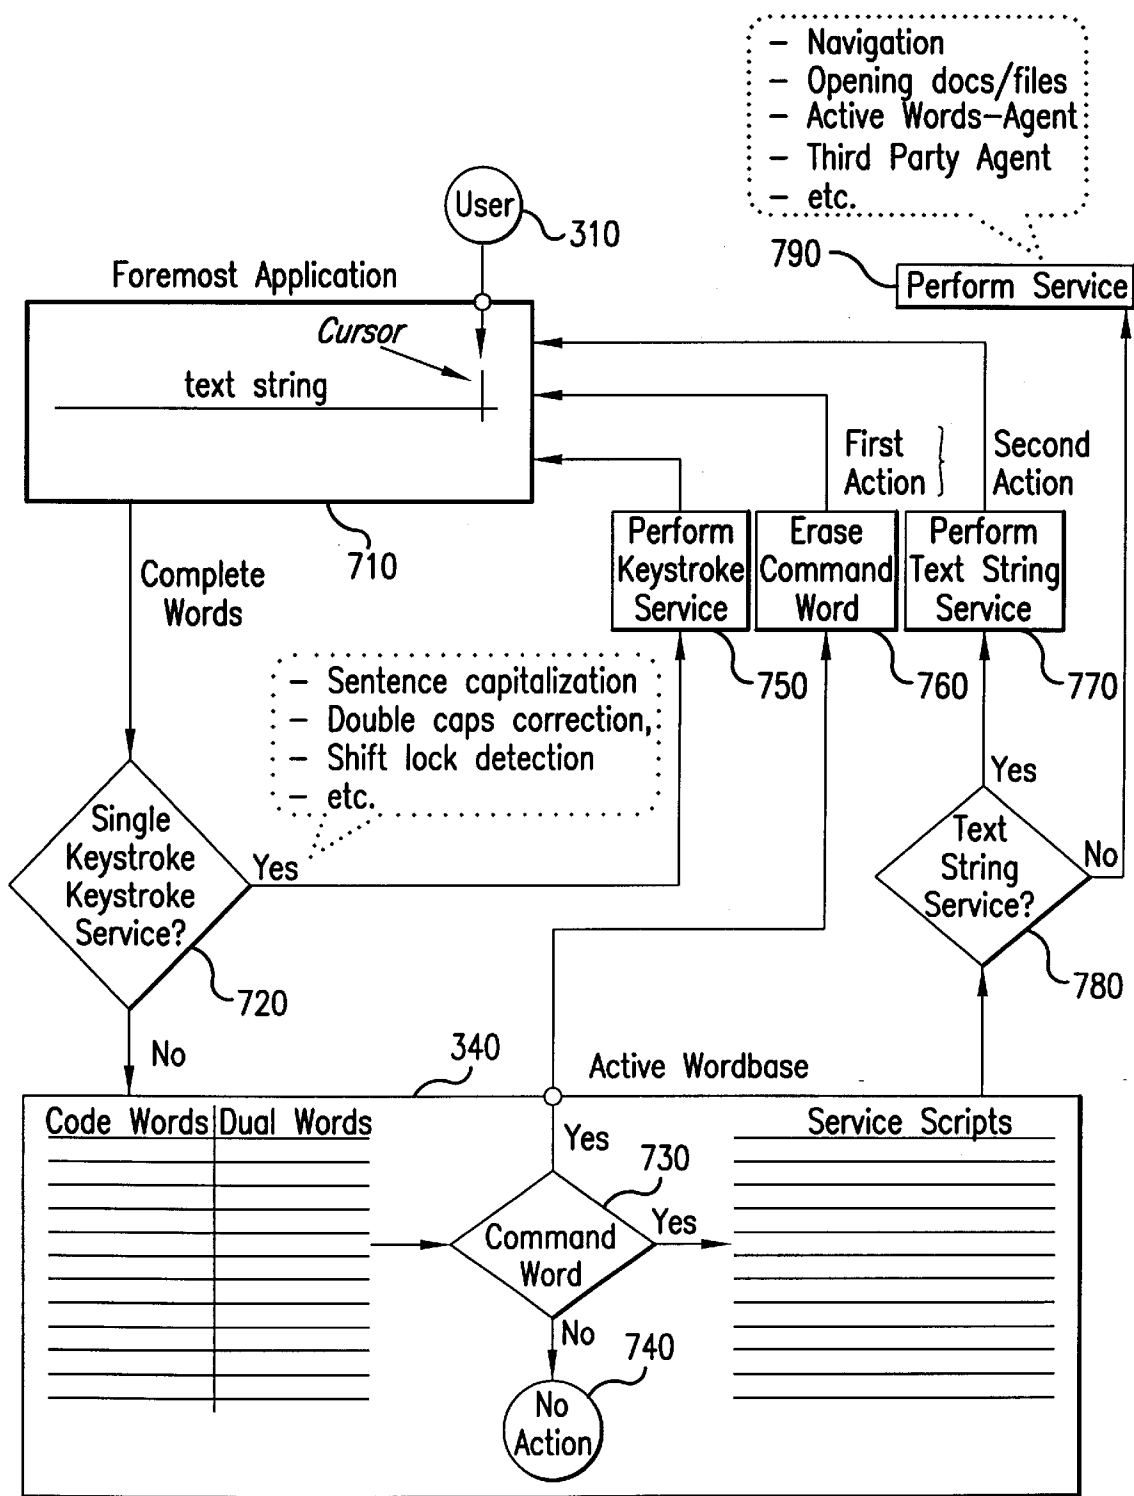 – Navigation
– Opening docs/files
– Active Words–Agent
– Third Party Agent
– etc.
User
310
790
Perform Service
Foremost Application
Cursor
text string
710
First
Action
Second
Action
Complete
Words
Perform
Keystroke
Service
750
Erase
Command
Word
760
Perform
Text String
Service
770
– Sentence capitalization
– Double caps correction,
– Shift lock detection
– etc.
Single
Keystroke
Keystroke
Service?
Yes
720
No
Yes
Text
String
Service?
No
780
340
Active Wordbase
Code Words
Dual Words
Service Scripts
Yes
730
Command
Word
Yes
No
740
No
Action